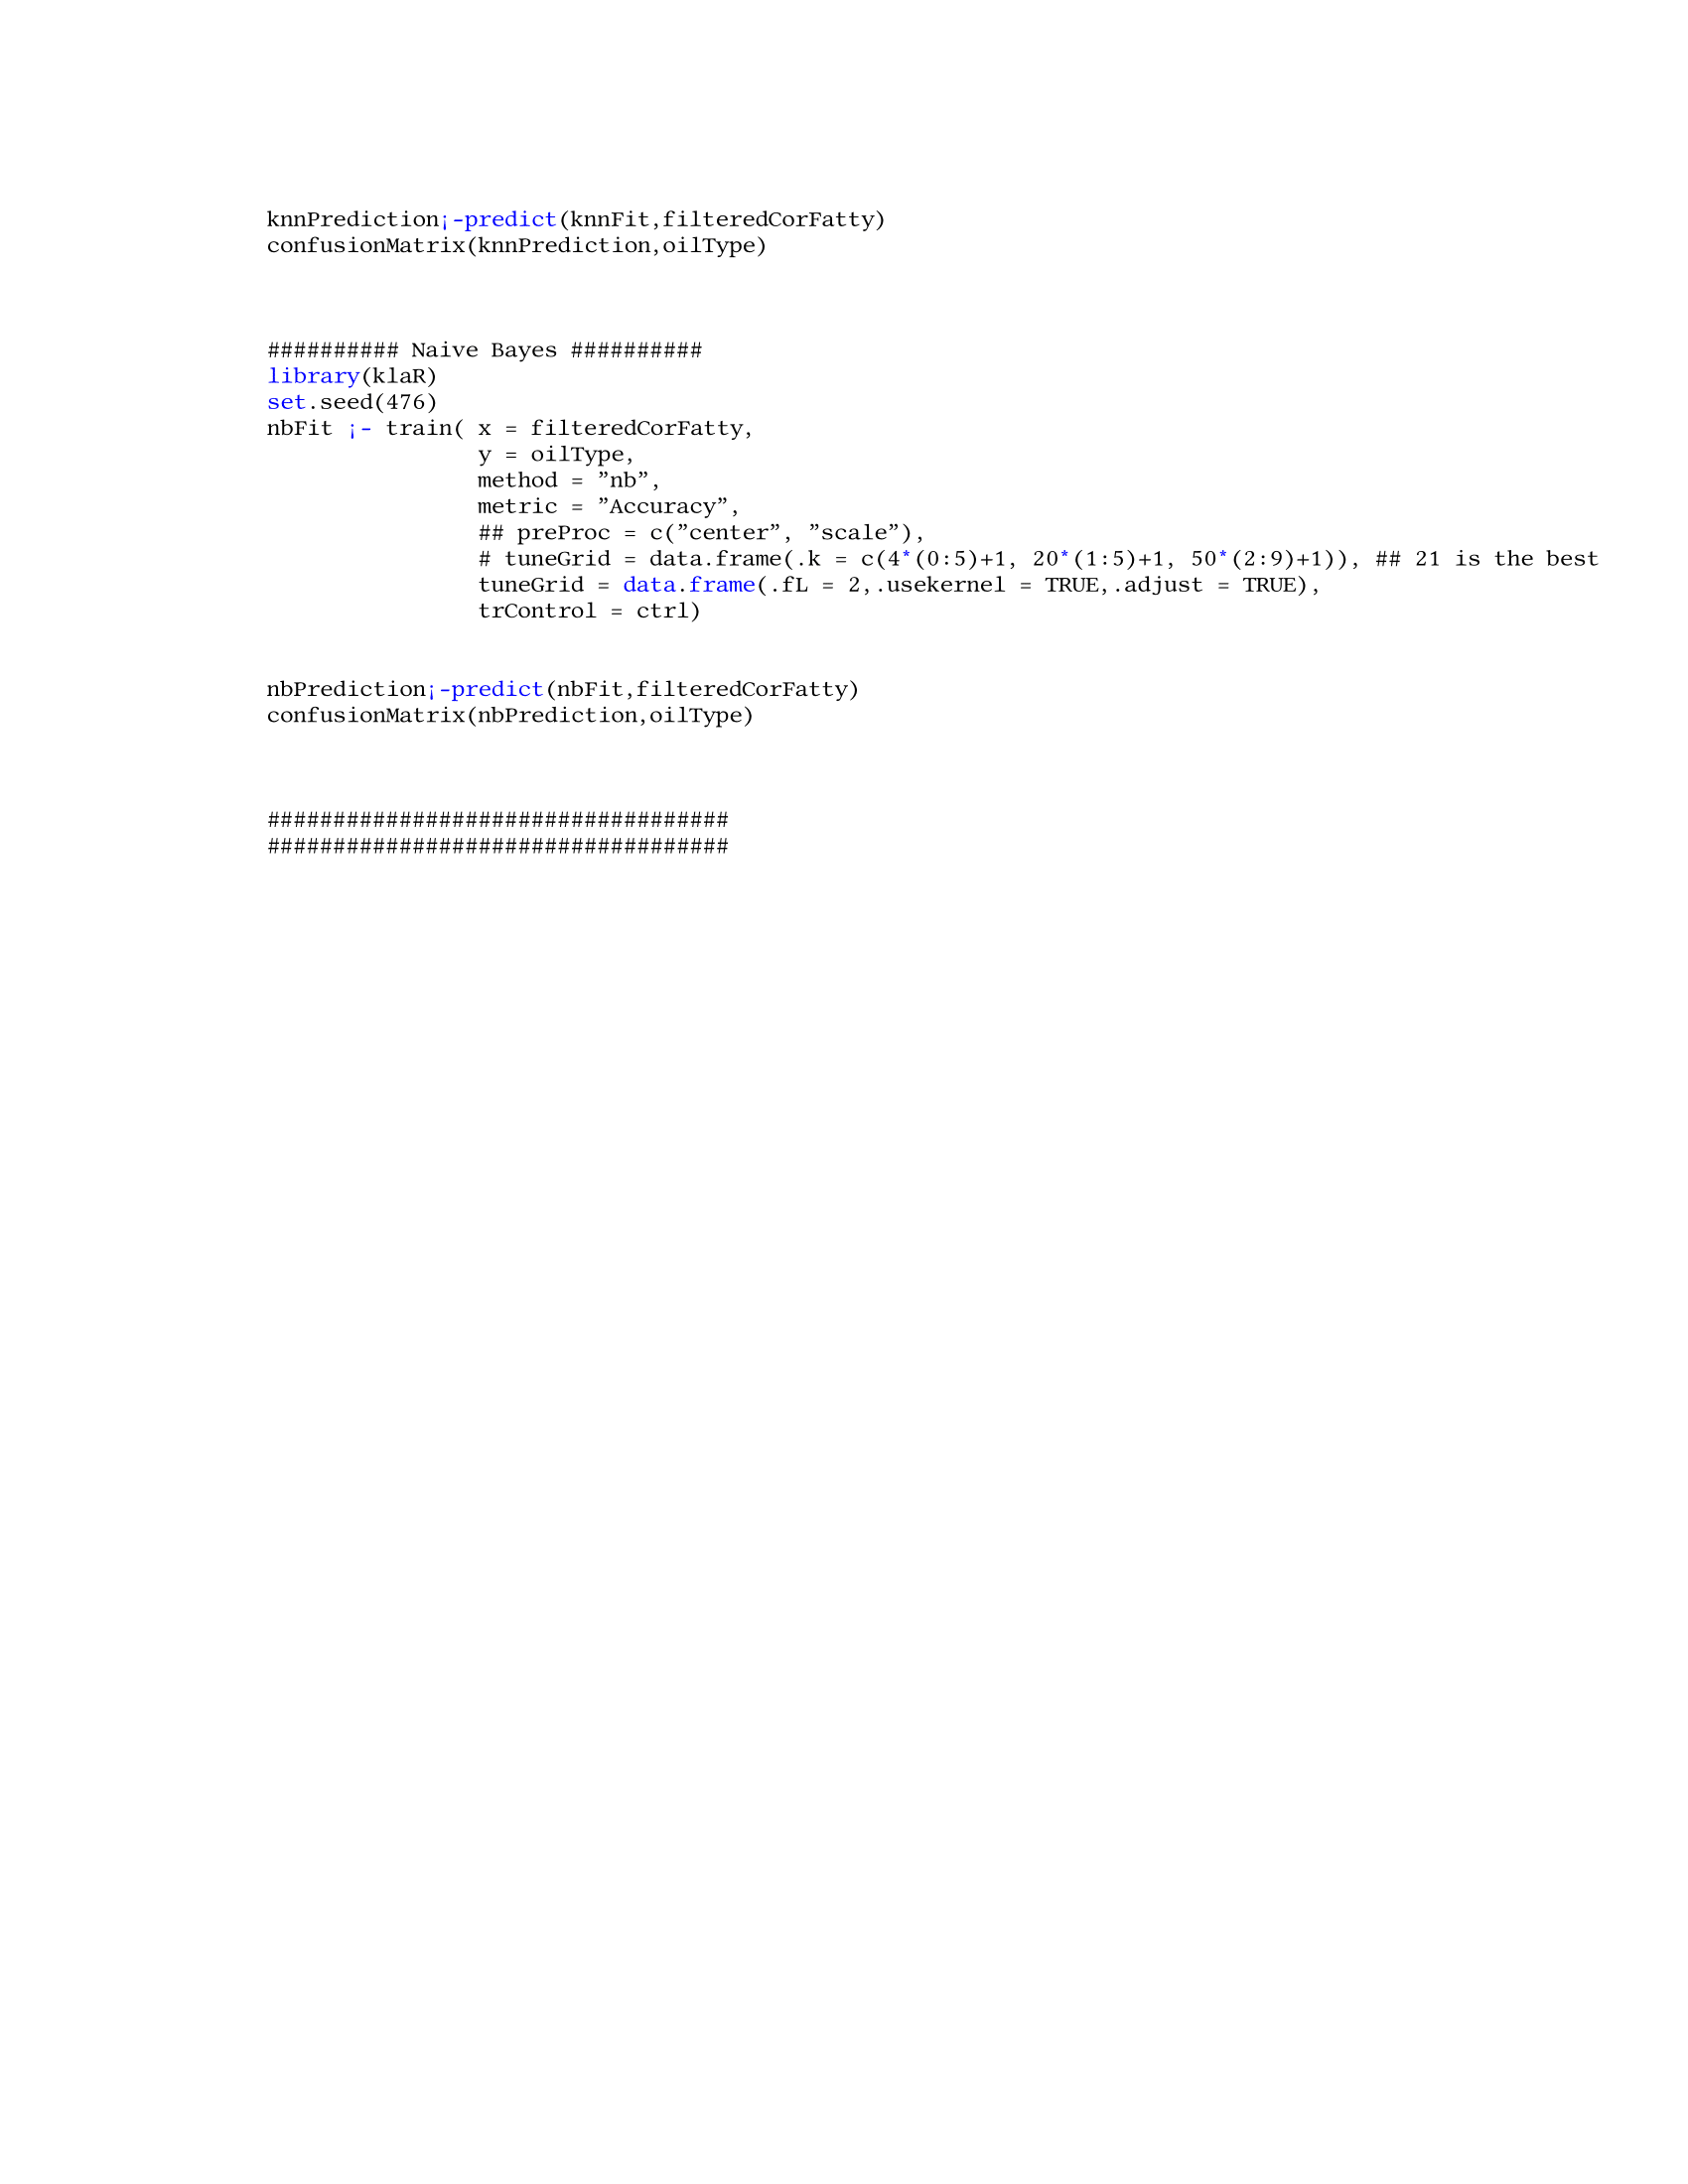 knnPrediction¡-predict(knnFit,filteredCorFatty)
confusionMatrix(knnPrediction,oilType)
########## Naive Bayes ##########
library(klaR)
set.seed(476)
nbFit ¡- train( x = filteredCorFatty,
y = oilType,
method = ”nb”,
metric = ”Accuracy”,
## preProc = c(”center”, ”scale”),
# tuneGrid = data.frame(.k = c(4*(0:5)+1, 20*(1:5)+1, 50*(2:9)+1)), ## 21 is the best
tuneGrid = data.frame(.fL = 2,.usekernel = TRUE,.adjust = TRUE),
trControl = ctrl)
nbPrediction¡-predict(nbFit,filteredCorFatty)
confusionMatrix(nbPrediction,oilType)
###################################
###################################